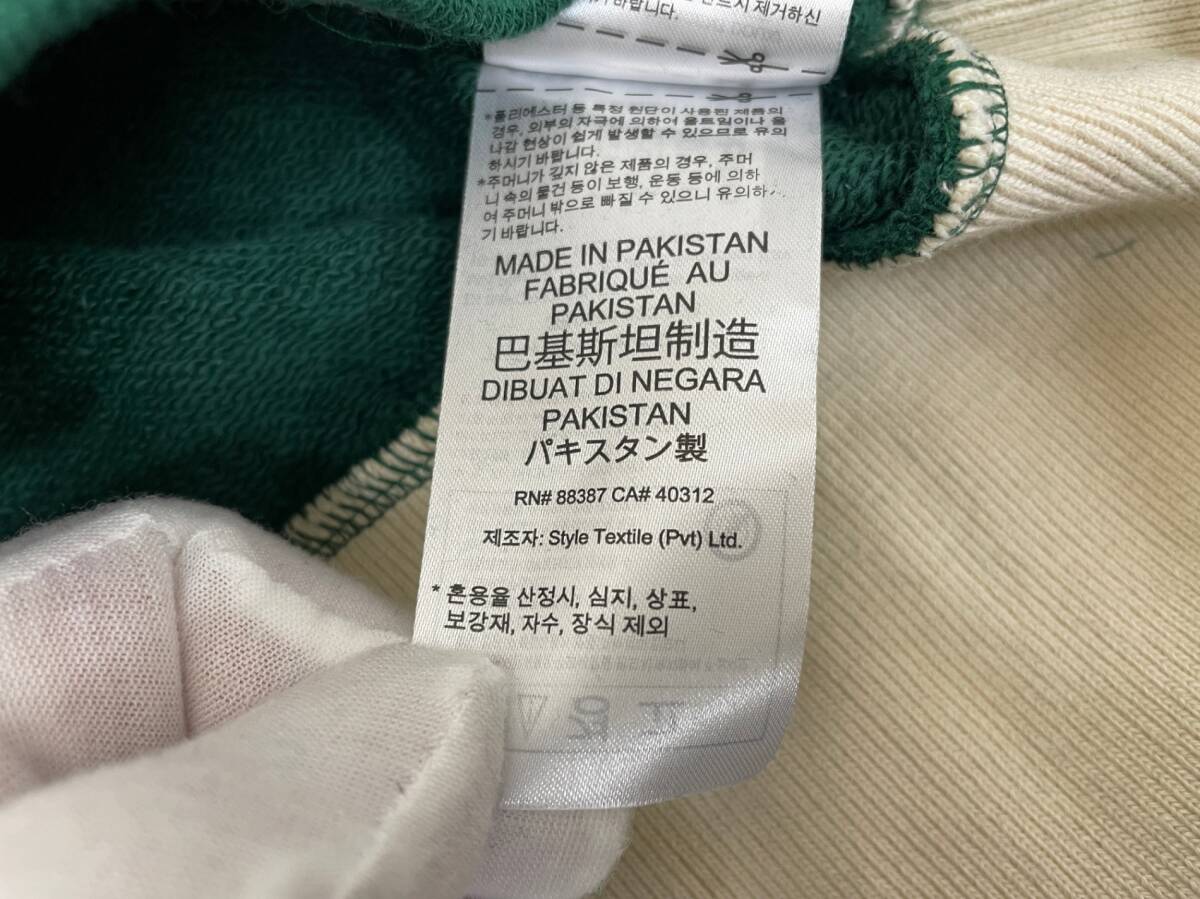 제거하신
바랍니다.
*폴리에스터 등 특정 원단이 사용된 제품의
경우, 외부의 자극에 의하여 올트임이나 올
나감 현상이 쉽게 발생할 수 있으므로 유의
하시기 바랍니다.
*주머니가 깊지 않은 제품의 경우, 주머
니 속의 물건 등이 보행, 운동 등에 의하
여 주머니 밖으로 빠질 수 있으니 유의하시
기 바랍니다.
MADE IN PAKISTAN
FABRIQUÉ AU
PAKISTAN
巴基斯坦制造
DIBUAT DI NEGARA
PAKISTAN
パキスタン製
RN# 88387 CA# 40312
제조자: Style Textile (Pvt) Ltd.
* 혼용율 산정시, 심지, 상표,
보강재, 자수, 장식 제외